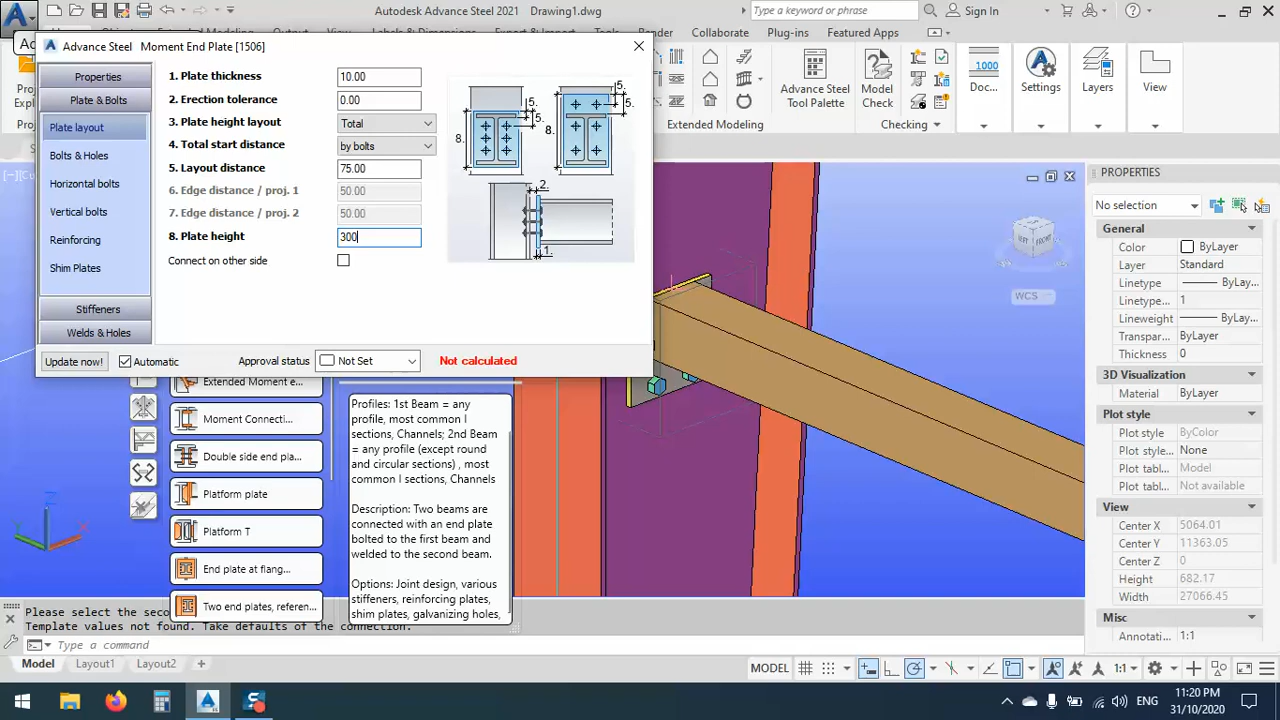 Autodesk Advance Steel 2021 Drawing1.dwg
Type a keyword or phrase
Sign In
Advance Steel Moment End Plate [1506]
Render
Collaborate
Plug-ins
Featured Apps
Advance Steel
Tool Palette
Model
Check
1000
Doc...
Settings
Layers
View
Extended Modeling
Checking
Properties
Plate & Bolts
Plate layout
Bolts & Holes
Horizontal bolts
Vertical bolts
Reinforcing
Shim Plates
Stiffeners
Welds & Holes
1. Plate thickness 10.00
2. Erection tolerance 0.00
3. Plate height layout Total
4. Total start distance by bolts
5. Layout distance 75.00
6. Edge distance / proj. 1 50.00
7. Edge distance / proj. 2 50.00
8. Plate height 300
Connect on other side
5.
5.
8.
5.
5.
8.
2.
1.
Update now!
Automatic
Approval status
Not Set
Not calculated
Extended Moment e...
Moment Connecti...
Double side end pla...
Platform plate
Platform T
End plate at flang...
Two end plates, referen...
Profiles: 1st Beam = any
profile, most common I
sections, Channels; 2nd Beam
= any profile (except round
and circular sections) , most
common I sections, Channels
Description: Two beams are
connected with an end plate
bolted to the first beam and
welded to the second beam.
Options: Joint design, various
stiffeners, reinforcing plates,
shim plates, galvanizing holes,
WCS
PROPERTIES
No selection
General
Color ByLayer
Layer Standard
Linetype ByLay...
Linetype... 1
Lineweight ByLay...
Transpar... ByLayer
Thickness 0
3D Visualization
Material ByLayer
Plot style
Plot style ByColor
Plot style... None
Plot tabl... Model
Plot tabl... Not available
View
Center X 5064.01
Center Y 11363.05
Center Z 0
Height 682.17
Width 27066.45
Misc
Annotati... 1:1
Please select the seco
Template values not found. Take defaults of the connection.
Type a command
Model
Layout1
Layout2
+
MODEL
1:1
ENG
11:20 PM
31/10/2020